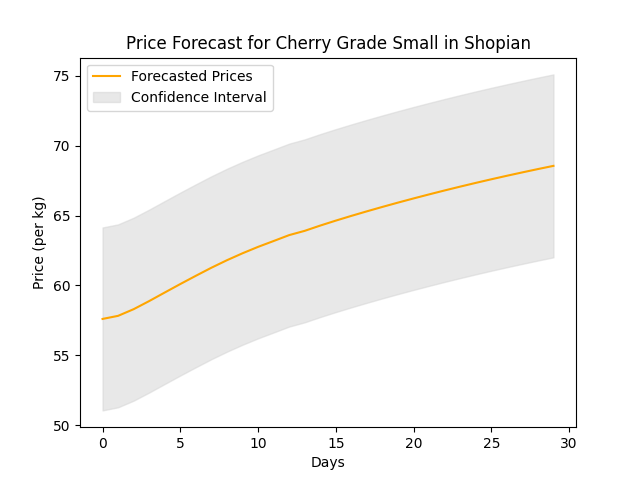 Price Forecast for Cherry Grade Small in Shopian
Forecasted Prices
Confidence Interval
Price (per kg)
75
70
65
60
55
50
0 5 10 15 20 25 30
Days